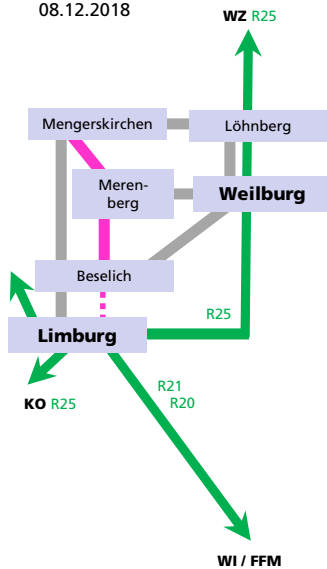 08.12.2018
WZ R25
Mengerskirchen
Löhnberg
Meren-
berg
Weilburg
Beselich
R25
Limburg
R21
R20
KO R25
WI / FFM